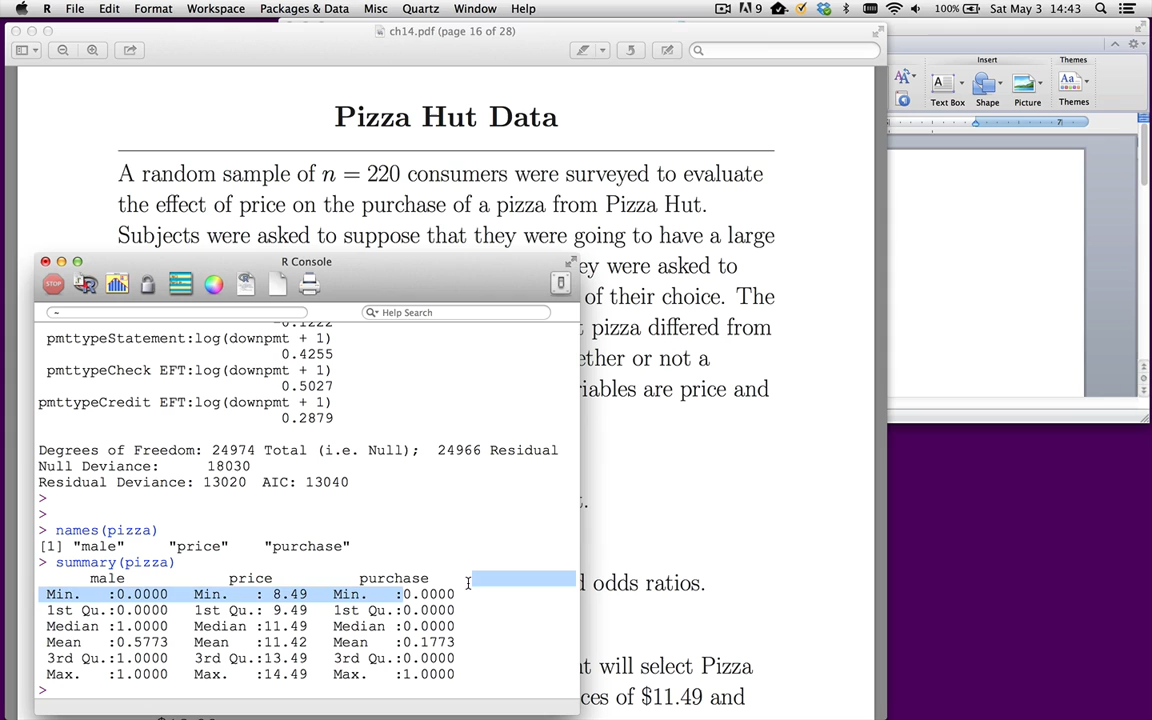 R File Edit Format Workspace Packages & Data Misc Quartz Window Help 9 100% Sat May 3 14:43
ch14.pdf (page 16 of 28)
Insert Themes
Text Box Shape Picture Themes
7
Pizza Hut Data
A random sample of n = 220 consumers were surveyed to evaluate
the effect of price on the purchase of a pizza from Pizza Hut.
Subjects were asked to suppose that they were going to have a large
ey were asked to
of their choice. The
t pizza differed from
ether or not a
riables are price and
t.
d odds ratios.
nt will select Pizza
ces of $11.49 and
R Console
STOP
~ Help Search
-0.1222
pmttypeStatement:log(downpmt + 1)
0.4255
pmttypeCheck EFT:log(downpmt + 1)
0.5027
pmttypeCredit EFT:log(downpmt + 1)
0.2879
Degrees of Freedom: 24974 Total (i.e. Null);  24966 Residual
Null Deviance:     18030
Residual Deviance: 13020  AIC: 13040
>
>
> names(pizza)
[1] "male"     "price"    "purchase"
> summary(pizza)
male price purchase
Min.   :0.0000   Min.   : 8.49   Min.   :0.0000
1st Qu.:0.0000   1st Qu.: 9.49   1st Qu.:0.0000
Median :1.0000   Median :11.49   Median :0.0000
Mean   :0.5773   Mean   :11.42   Mean   :0.1773
3rd Qu.:1.0000   3rd Qu.:13.49   3rd Qu.:0.0000
Max.   :1.0000   Max.   :14.49   Max.   :1.0000
>